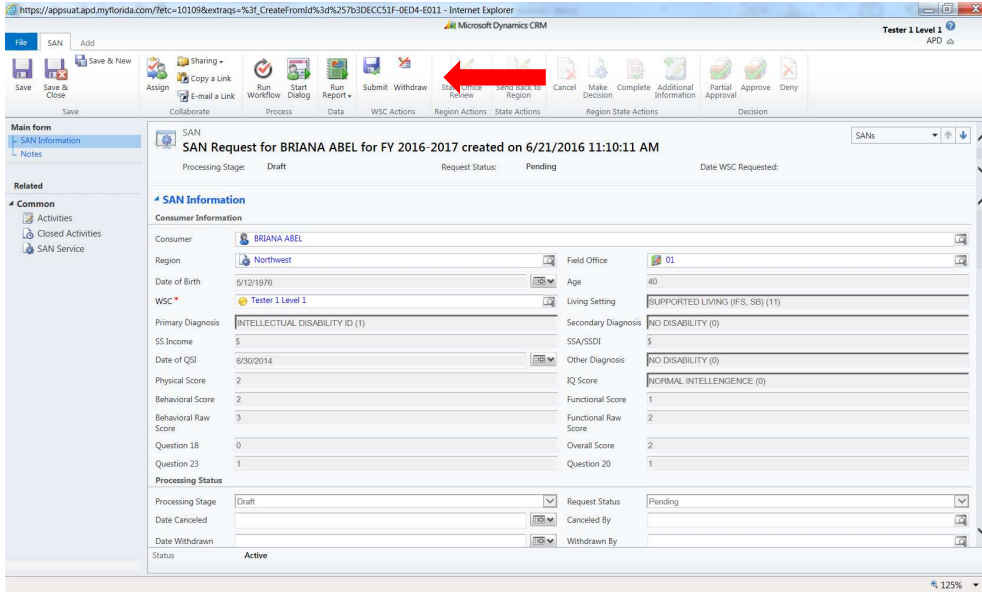 https://appsuat.apd.myflorida.com/?etc=10109&extraqs=%3f_CreateFromId%3d%257b3DECC51F-0ED4-E011 - Internet Explorer
Microsoft Dynamics CRM
Tester 1 Level 1
APD
File SAN Add
Save
Save & Close
Save & New
Assign
Sharing
Copy a Link
E-mail a Link
Run Workflow
Start Dialog
Run Report
Submit Withdraw
Region
Cancel
Make Decision
Complete
Additional Information
Partial Approval
Approve Deny
Save Collaborate Process Data WSC Actions Region Actions State Actions Region State Actions Decision
Main form
SAN Information
Notes
Related
Common
Activities
Closed Activities
SAN Service
SAN
SANs
SAN Request for BRIANA ABEL for FY 2016-2017 created on 6/21/2016 11:10:11 AM
Processing Stage: Draft Request Status: Pending Date WSC Requested:
SAN Information
Consumer Information
Consumer BRIANA ABEL
Region Northwest Field Office 01
Date of Birth 5/12/1976 Age 40
WSC * Tester 1 Level 1 Living Setting SUPPORTED LIVING (IFS, SB) (11)
Primary Diagnosis INTELLECTUAL DISABILITY ID (1) Secondary Diagnosis NO DISABILITY (0)
SS Income $ SSA/SSDI $
Date of QSI 6/30/2014 Other Diagnosis NO DISABILITY (0)
Physical Score 2 IQ Score NORMAL INTELLENGENCE (0)
Behavioral Score 2 Functional Score 1
Behavioral Raw Score 3 Functional Raw Score 2
Question 18 0 Overall Score 2
Question 23 1 Question 20 1
Processing Status
Processing Stage Draft Request Status Pending
Date Canceled Canceled By
Date Withdrawn Withdrawn By
Status Active
125%